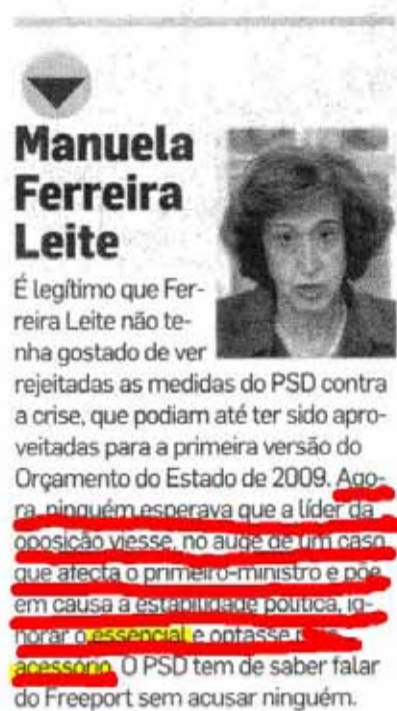 Manuela
Ferreira
Leite
É legítimo que Fer-
reira Leite não te-
nha gostado de ver
rejeitadas as medidas do PSD contra
a crise, que podiam até ter sido apro-
veitadas para a primeira versão do
Orçamento do Estado de 2009. Ago-
ra, ninguém esperava que a líder da
oposição viesse, no auge de um caso
que afecta o primeiro-ministro e põe
em causa a estabilidade política, ig-
norar o essencial e optasse
acessório. O PSD tem de saber falar
do Freeport sem acusar ninguém.